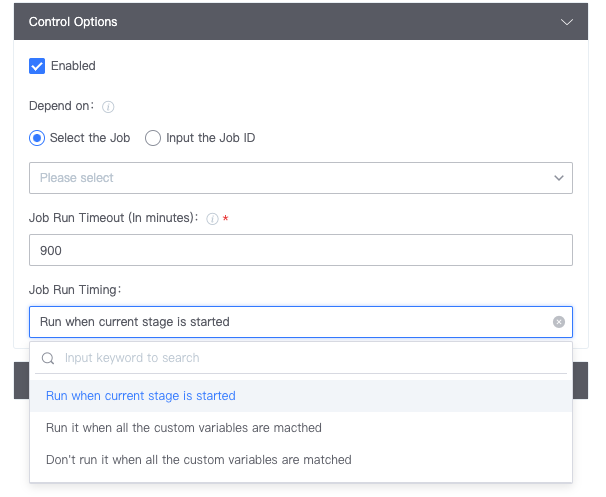 Control Options
Enabled
Depend on:
Select the Job Input the Job ID
Please select
Job Run Timeout (In minutes): *
900
Job Run Timing:
Run when current stage is started
Input keyword to search
Run when current stage is started
Run it when all the custom variables are macthed
Don't run it when all the custom variables are matched